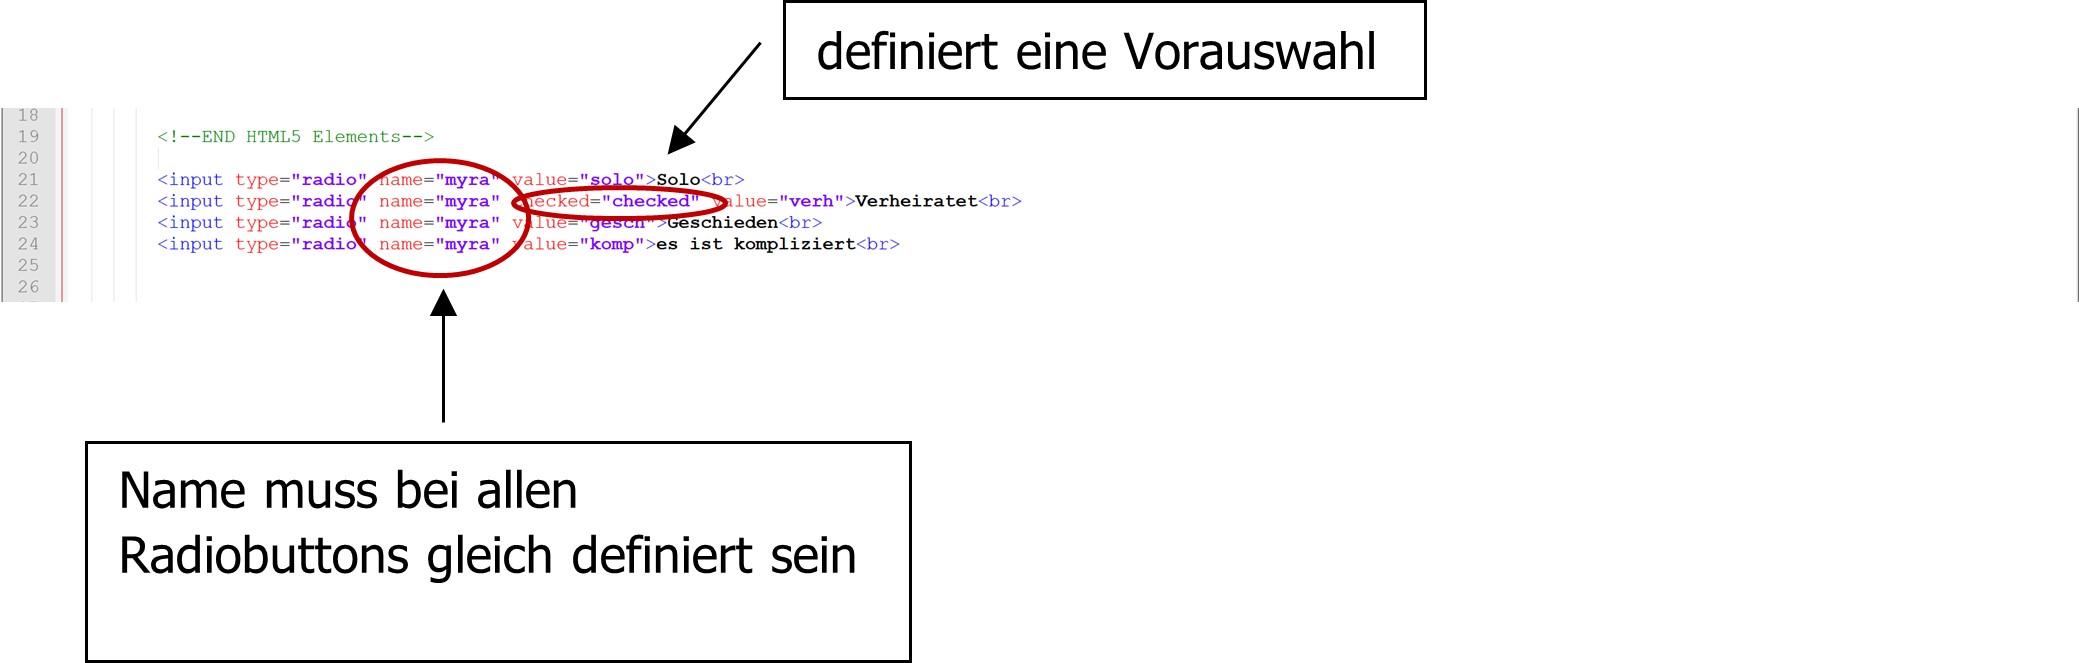 definiert eine Vorauswahl
18
19 <!--END HTML5 Elements-->
20
21 <input type="radio" name="myra" value="solo">Solo<br>
22 <input type="radio" name="myra" checked="checked" value="verh">Verheiratet<br>
23 <input type="radio" name="myra" value="gesch">Geschieden<br>
24 <input type="radio" name="myra" value="komp">es ist kompliziert<br>
25
26
Name muss bei allen
Radiobuttons gleich definiert sein